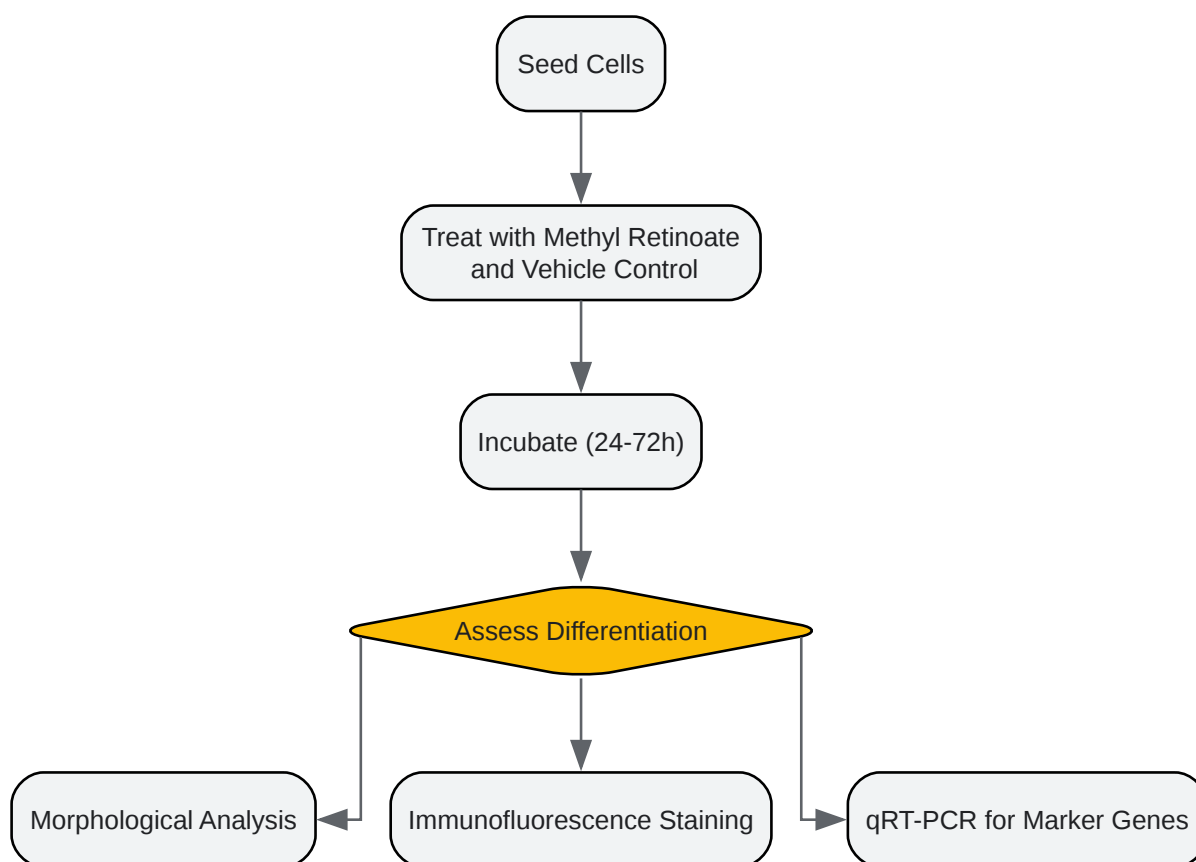 Seed Cells
Treat with Methyl Retinoate
and Vehicle Control
Incubate (24-72h)
Assess Differentiation
Morphological Analysis
Immunofluorescence Staining
qRT-PCR for Marker Genes